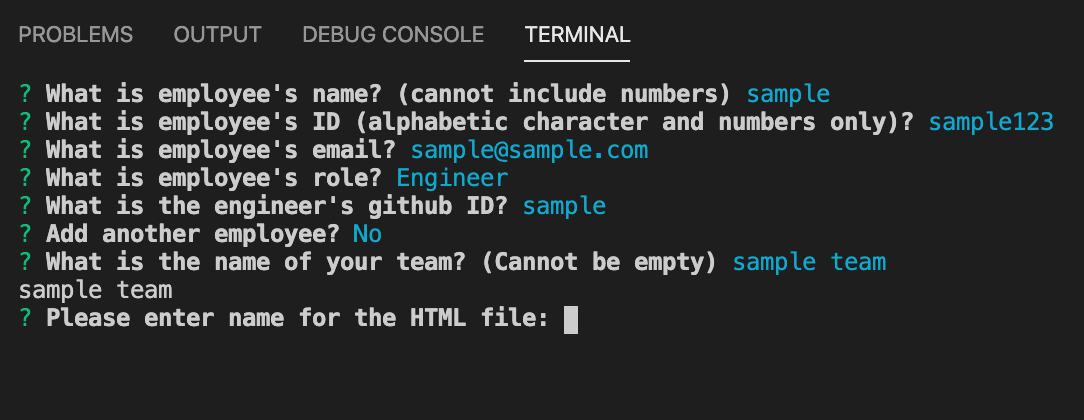 PROBLEMS OUTPUT DEBUG CONSOLE TERMINAL
? What is employee's name? (cannot include numbers) sample
? What is employee's ID (alphabetic character and numbers only)? sample123
? What is employee's email? sample@sample.com
? What is employee's role? Engineer
? What is the engineer's github ID? sample
? Add another employee? No
? What is the name of your team? (Cannot be empty) sample team
sample team
? Please enter name for the HTML file: